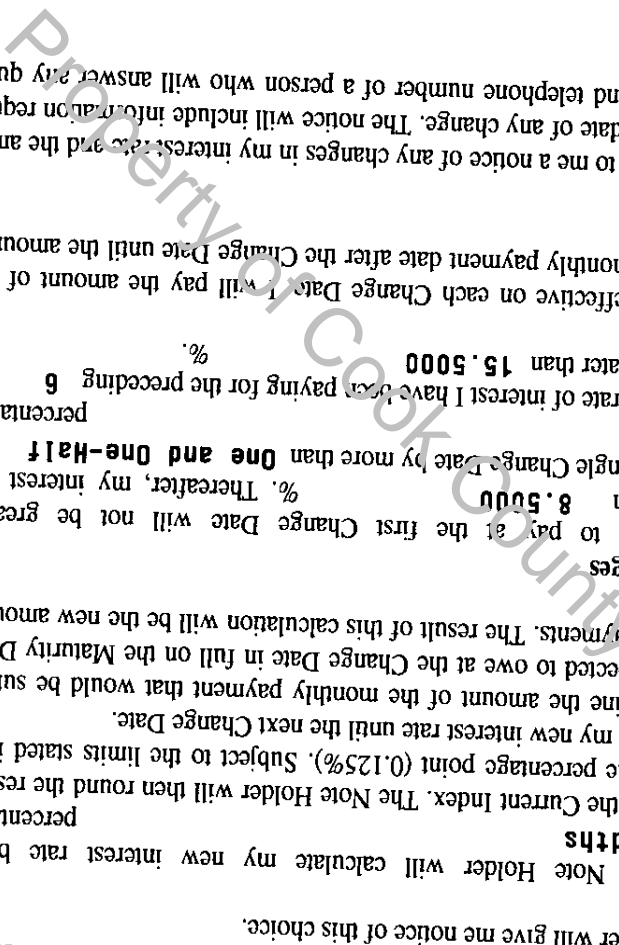 er will give me notice of this choice.
Note Holder will calculate my new interest rate b
dths
percent
the Current Index. The Note Holder will then round the res
e percentage point (0.125%). Subject to the limits stated i
my new interest rate until the next Change Date.
ine the amount of the monthly payment that would be su
ected to owe at the Change Date in full on the Maturity D
yments. The result of this calculation will be the new amou
ges
to pay at the first Change Date will not be grea
n 8.5000 %. Thereafter, my interest
ngle Change Date by more than One and One-Half
percenta
rate of interest I have been paying for the preceding 6
ater than 15.5000 %.
effective on each Change Date. I will pay the amount of
nonthly payment date after the Change Date until the amoun
to me a notice of any changes in my interest rate and the am
date of any change. The notice will include information requ
nd telephone number of a person who will answer any qu
Property of Cook County